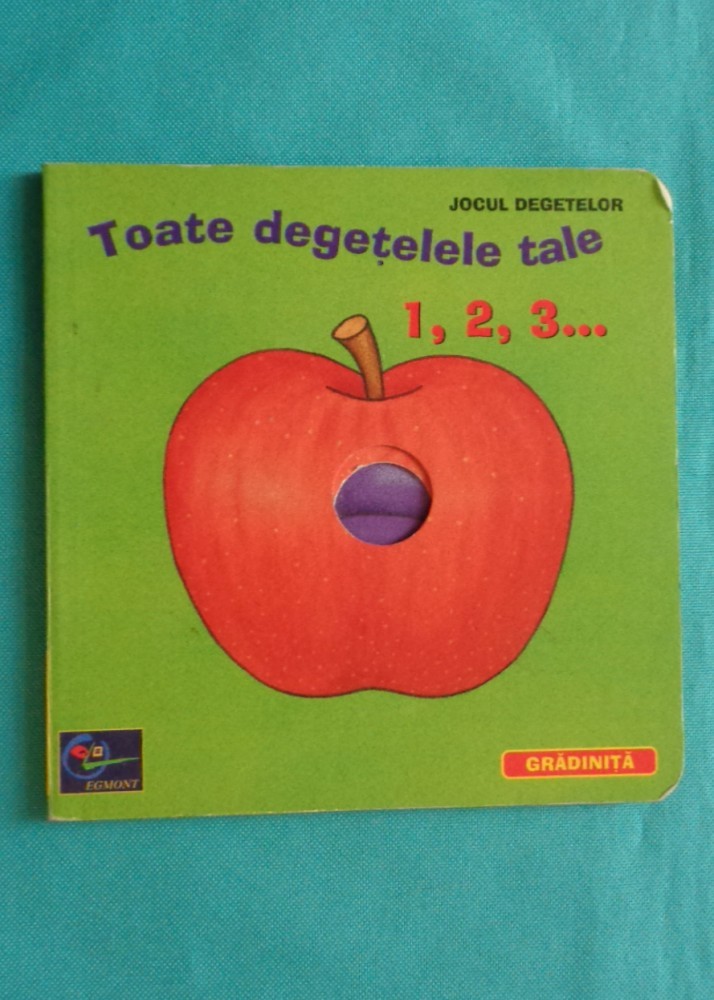 JOCUL DEGETELOR
Toate degețelele tale
1, 2, 3...
EGMONT
GRĂDINIȚĂ